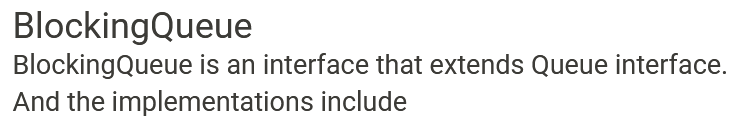 BlockingQueue
BlockingQueue is an interface that extends Queue interface.
And the implementations include